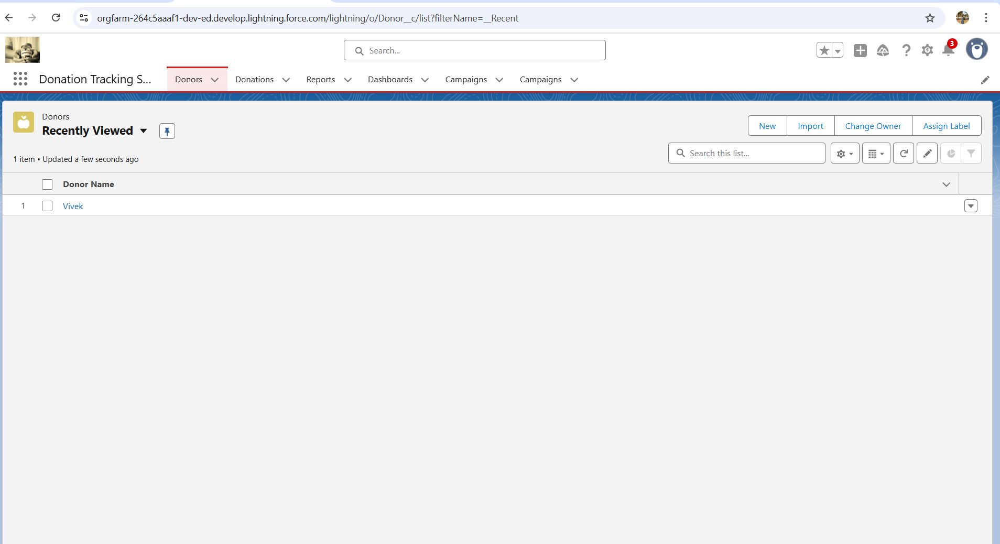 orgfarm-264c5aaaf1-dev-ed.develop.lightning.force.com/lightning/o/Donor__c/list?filterName=__Recent
Search...
3
Donation Tracking S... Donors Donations Reports Dashboards Campaigns Campaigns
Donors
Recently Viewed
New Import Change Owner Assign Label
1 item • Updated a few seconds ago
Search this list...
Donor Name
1 Vivek